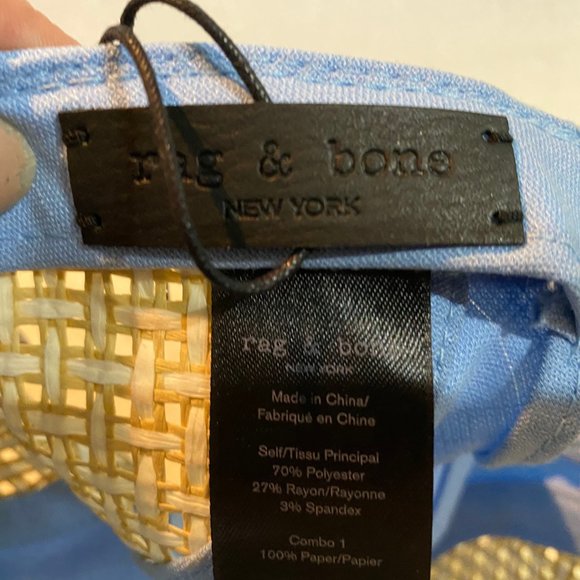 rag & bone
NEW YORK
rag & bone
NEW YORK
Made in China/
Fabriqué en Chine
Self/Tissu Principal
70% Polyester
27% Rayon/Rayonne
3% Spandex
Combo 1
100% Paper/Papier